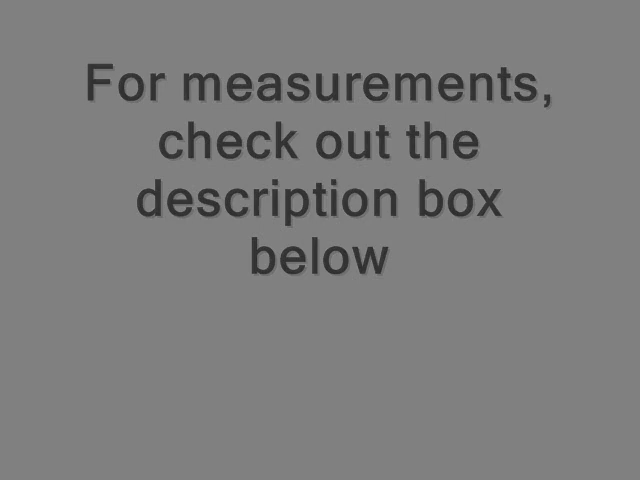 For measurements,
check out the
description box
below